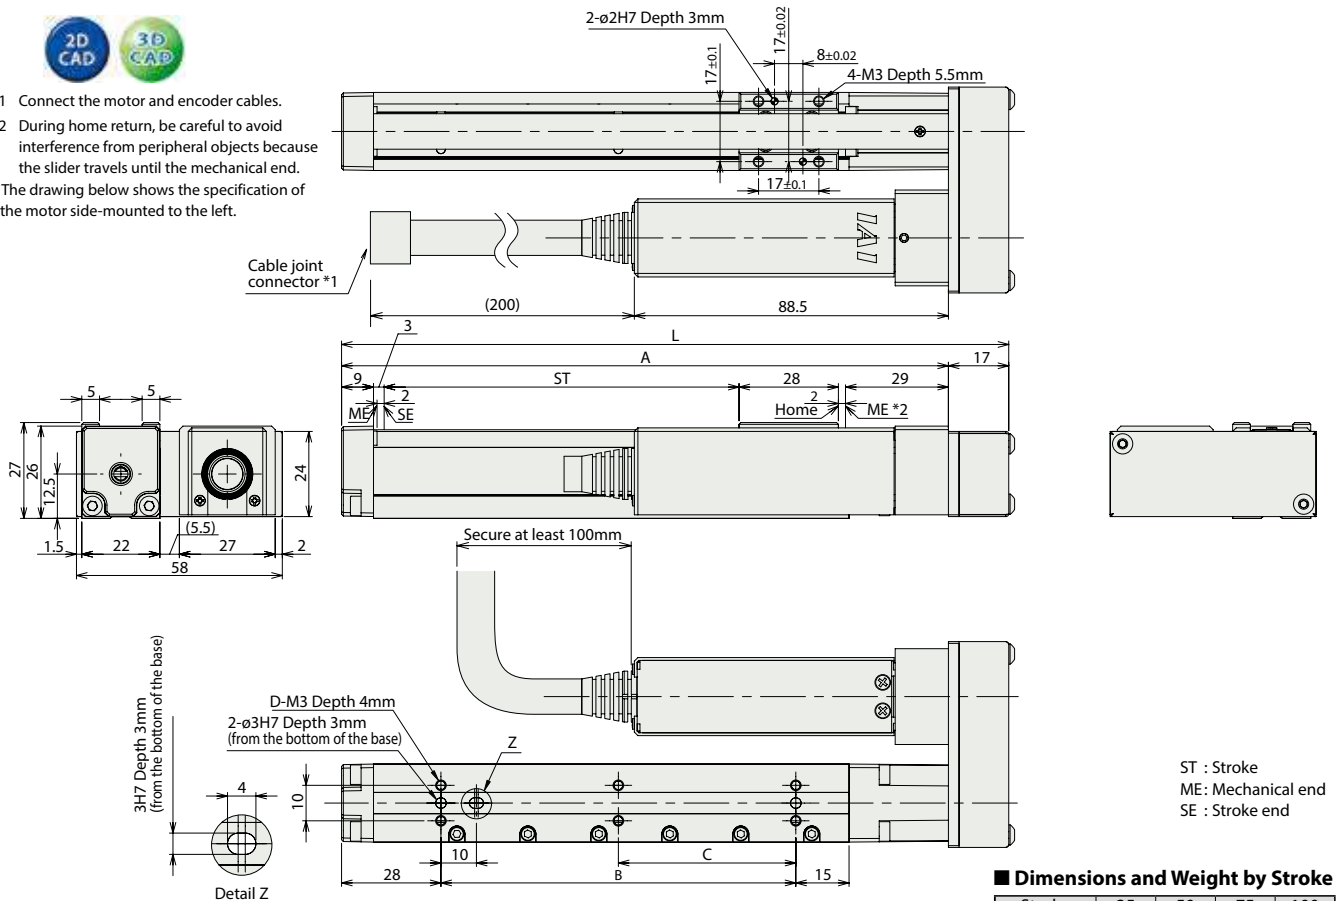 2D
CAD
3D
CAD
1 Connect the motor and encoder cables.
2 During home return, be careful to avoid
interference from peripheral objects because
the slider travels until the mechanical end.
The drawing below shows the specification of
the motor side-mounted to the left.
2-ø2H7 Depth 3mm
17±0.02
17±0.1
8±0.02
4-M3 Depth 5.5mm
17±0.1
IAI
Cable joint
connector *1
(200)
88.5
3
L
A
17
9
ST
28
29
2
2
ME
SE
Home
ME *2
5
5
27
26
12.5
24
(5.5)
1.5
22
27
2
58
Secure at least 100mm
3H7 Depth 3mm
(from the bottom of the base)
D-M3 Depth 4mm
2-ø3H7 Depth 3mm
(from the bottom of the base)
Z
4
10
10
C
28
B
15
Detail Z
ST : Stroke
ME: Mechanical end
SE : Stroke end
■ Dimensions and Weight by Stroke